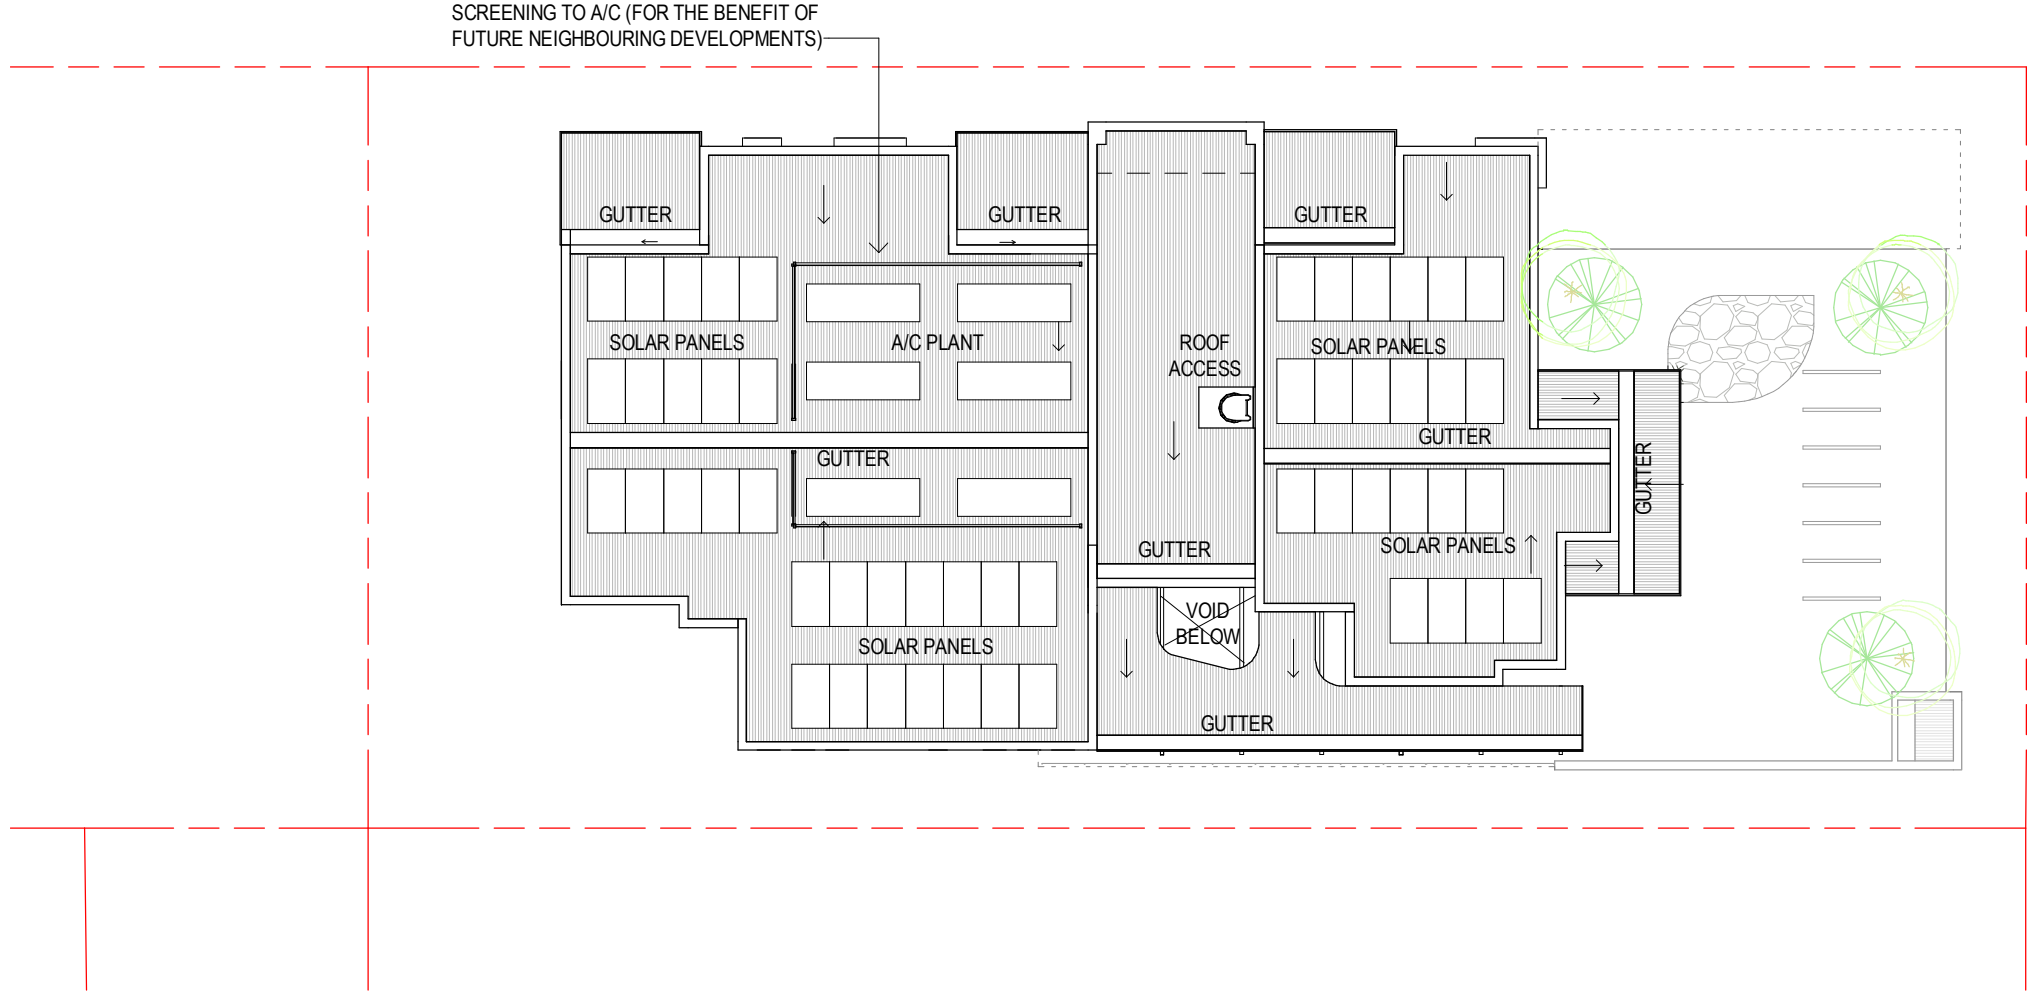 SCREENING TO A/C (FOR THE BENEFIT OF
FUTURE NEIGHBOURING DEVELOPMENTS)
GUTTER
GUTTER
GUTTER
SOLAR PANELS
A/C PLANT
ROOF
ACCESS
SOLAR PANELS
GUTTER
GUTTER
GUTTER
GUTTER
SOLAR PANELS
VOID
BELOW
SOLAR PANELS
GUTTER